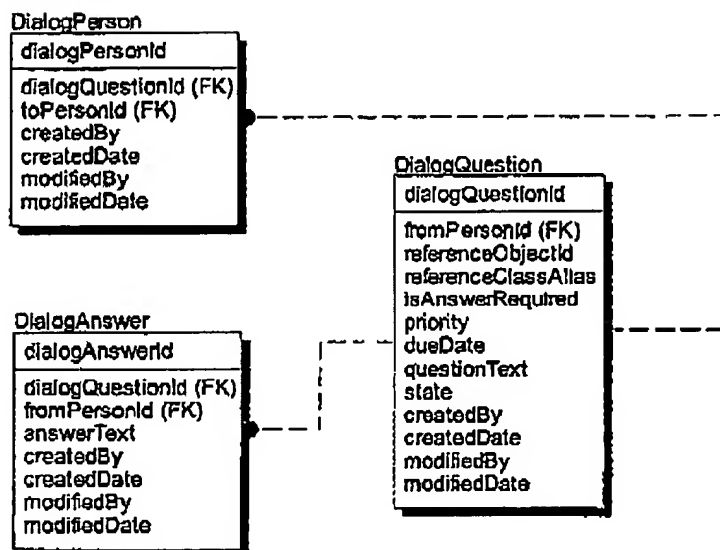 DialogPerson
dialogPersonId
dialogQuestionId (FK)
toPersonId (FK)
createdBy
createdDate
modifiedBy
modifiedDate
DialogQuestion
dialogQuestionId
fromPersonId (FK)
referenceObjectId
referenceClassAlias
isAnswerRequired
priority
dueDate
questionText
state
createdBy
createdDate
modifiedBy
modifiedDate
DialogAnswer
dialogAnswerId
dialogQuestionId (FK)
fromPersonId (FK)
answerText
createdBy
createdDate
modifiedBy
modifiedDate